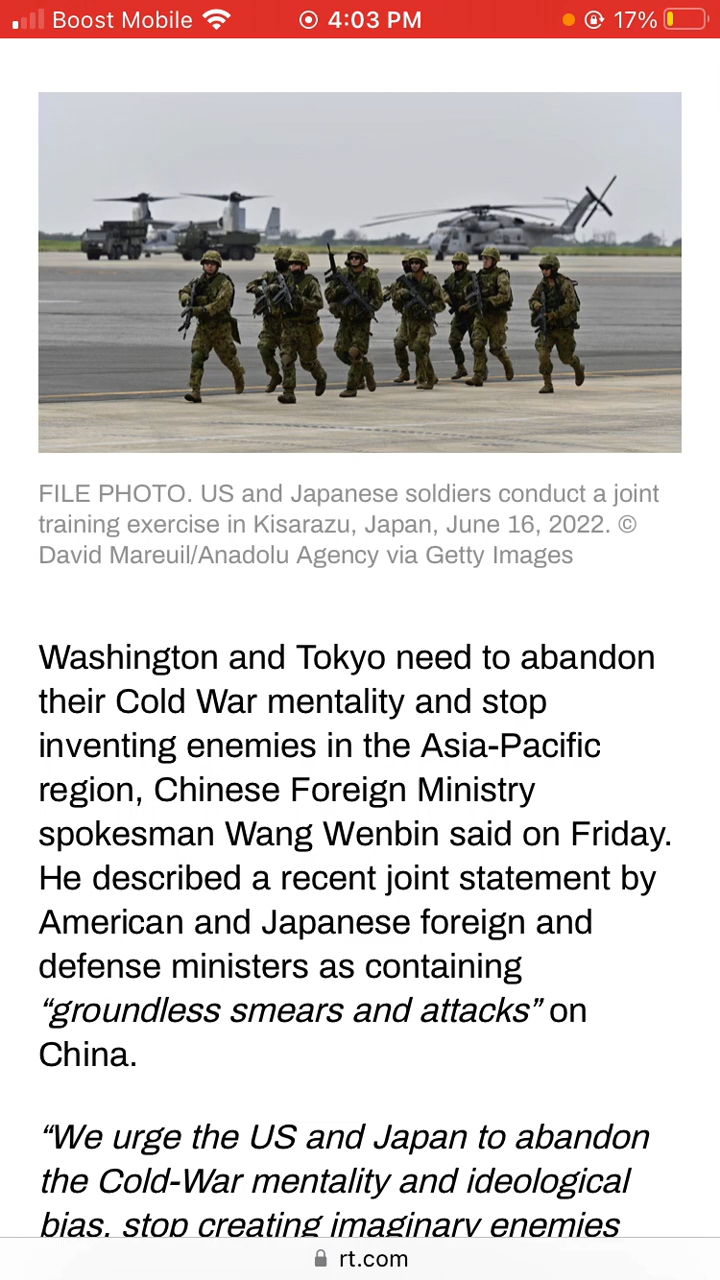 Boost Mobile 4:03 PM 17%
FILE PHOTO. US and Japanese soldiers conduct a joint
training exercise in Kisarazu, Japan, June 16, 2022. ©
David Mareuil/Anadolu Agency via Getty Images
Washington and Tokyo need to abandon
their Cold War mentality and stop
inventing enemies in the Asia-Pacific
region, Chinese Foreign Ministry
spokesman Wang Wenbin said on Friday.
He described a recent joint statement by
American and Japanese foreign and
defense ministers as containing
“groundless smears and attacks” on
China.
“We urge the US and Japan to abandon
the Cold-War mentality and ideological
bias, stop creating imaginary enemies
rt.com